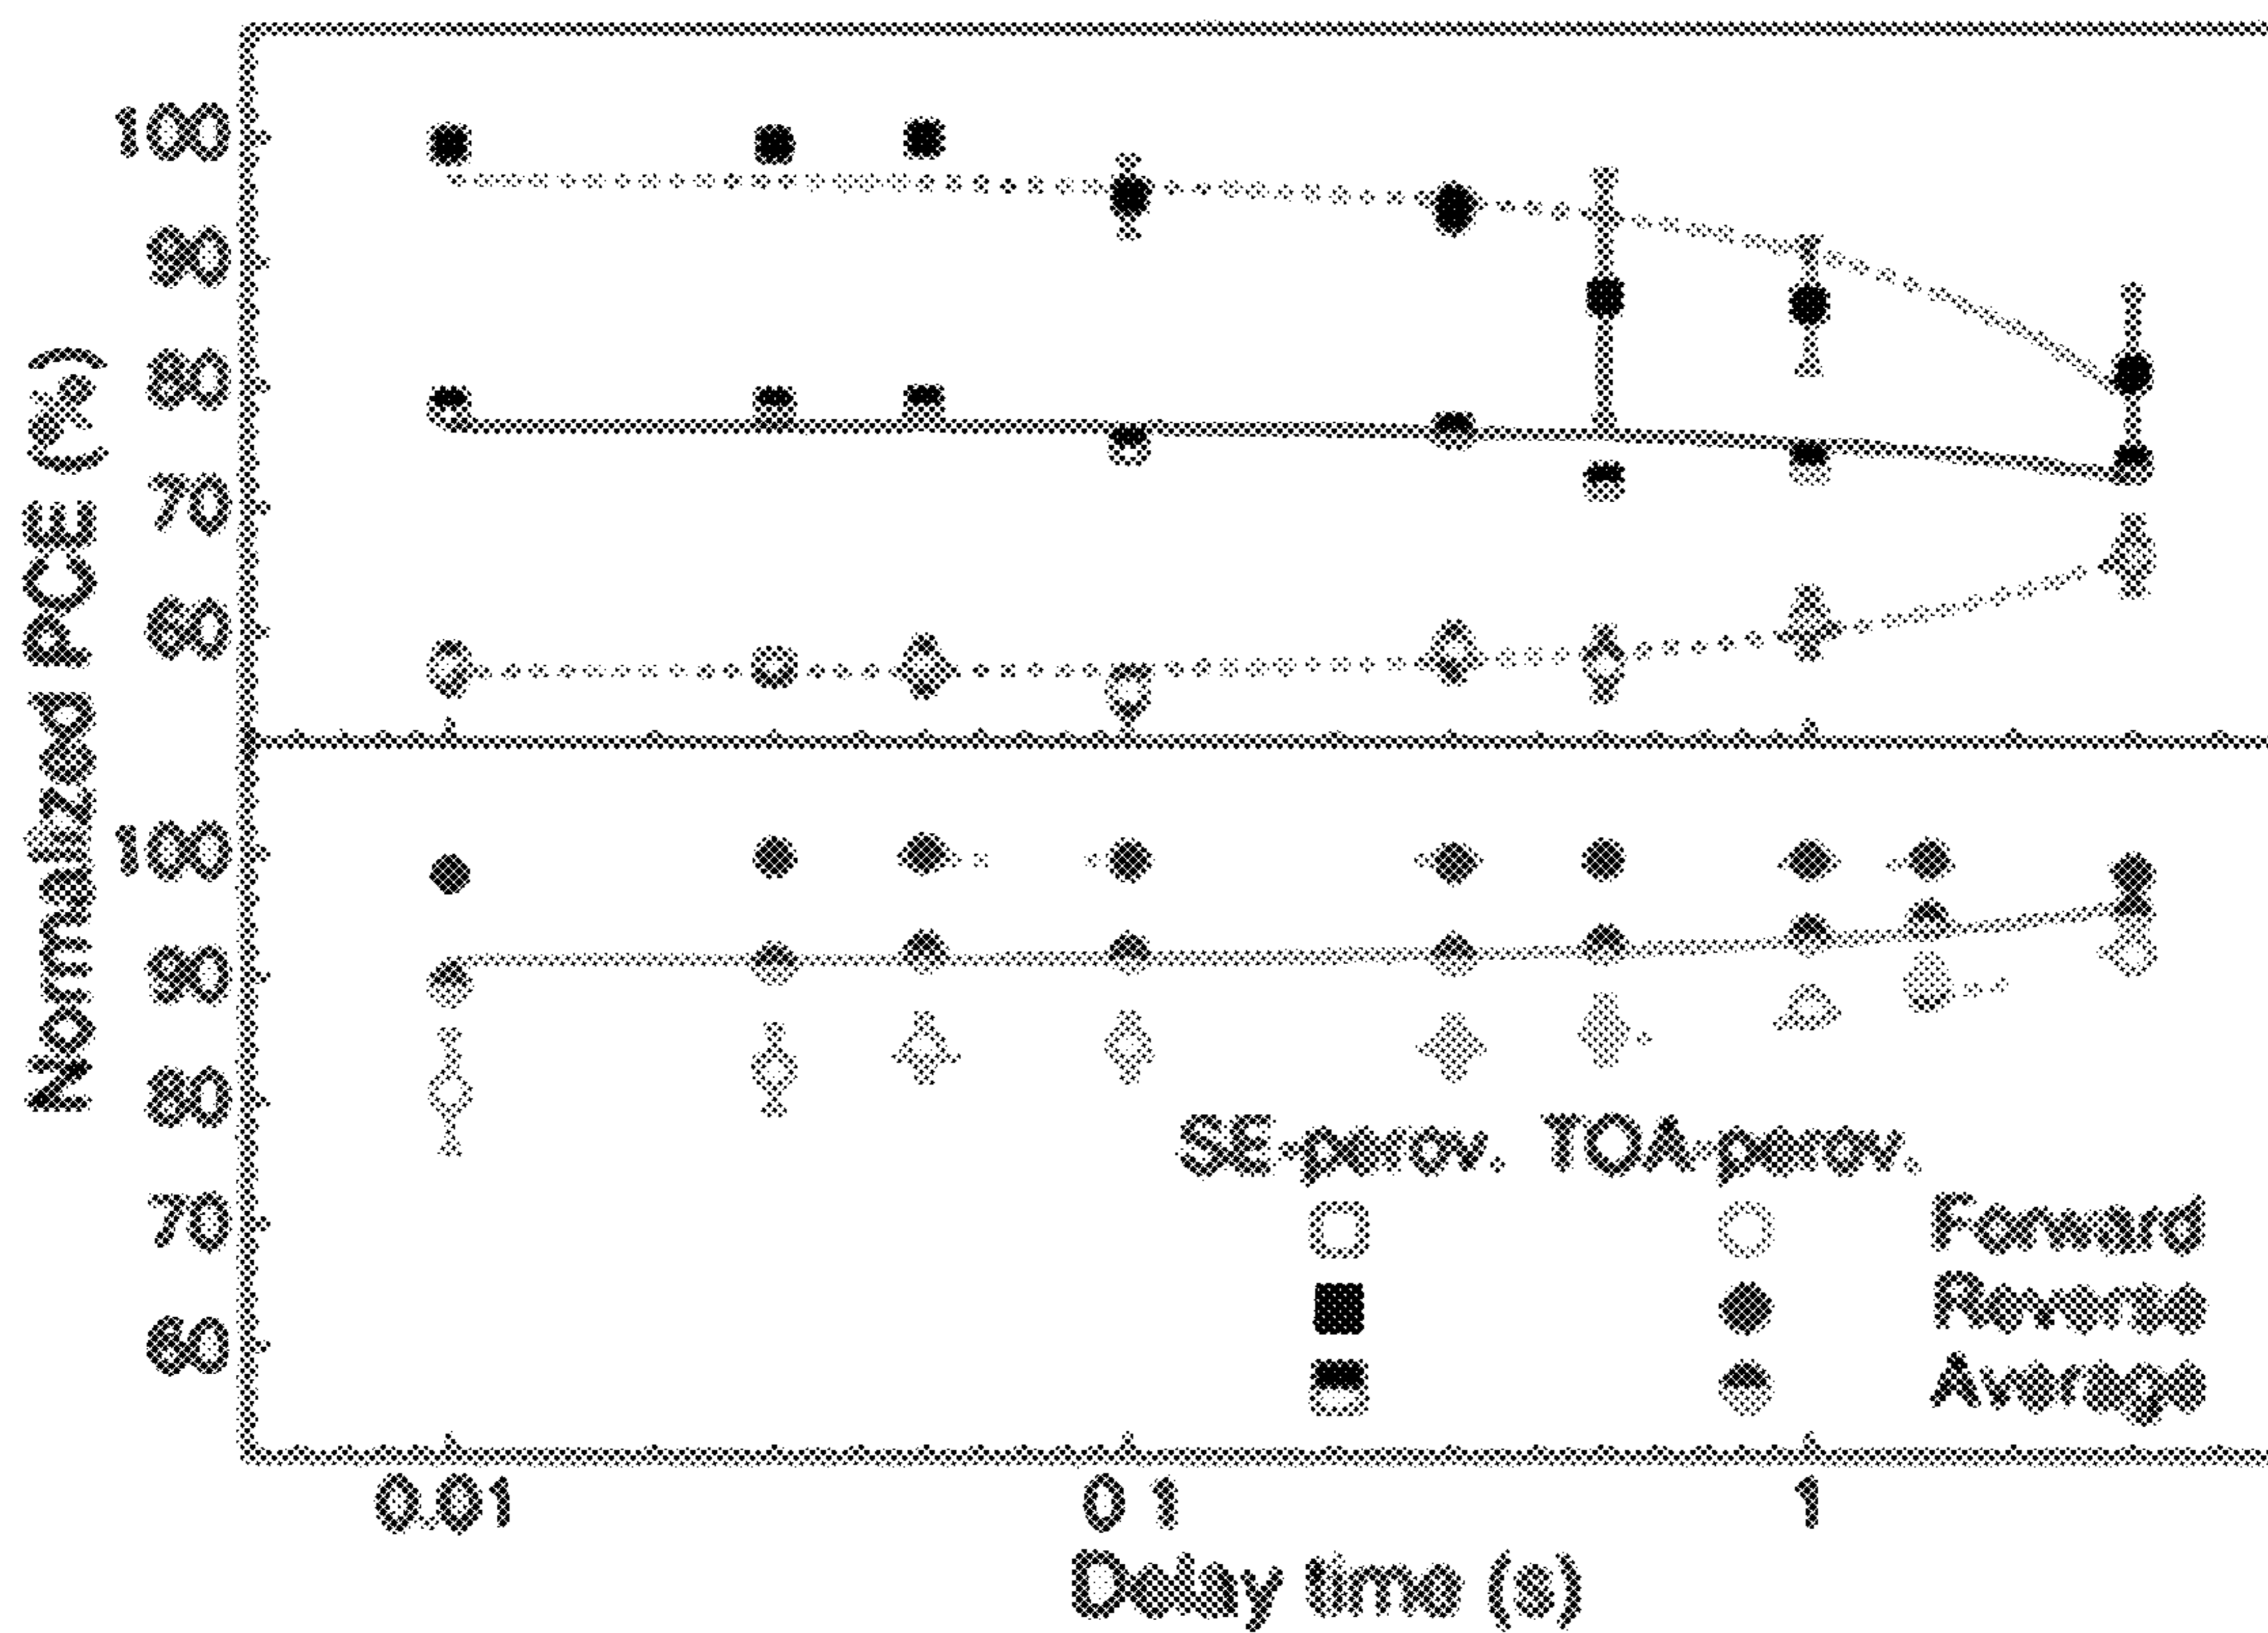 Normalized PCE (%)
100
90
80
70
60
100
90
80
70
60
SE-perov. TOA-perov.
Forward
Reverse
Average
0.01 0 1 1
Delay time (s)